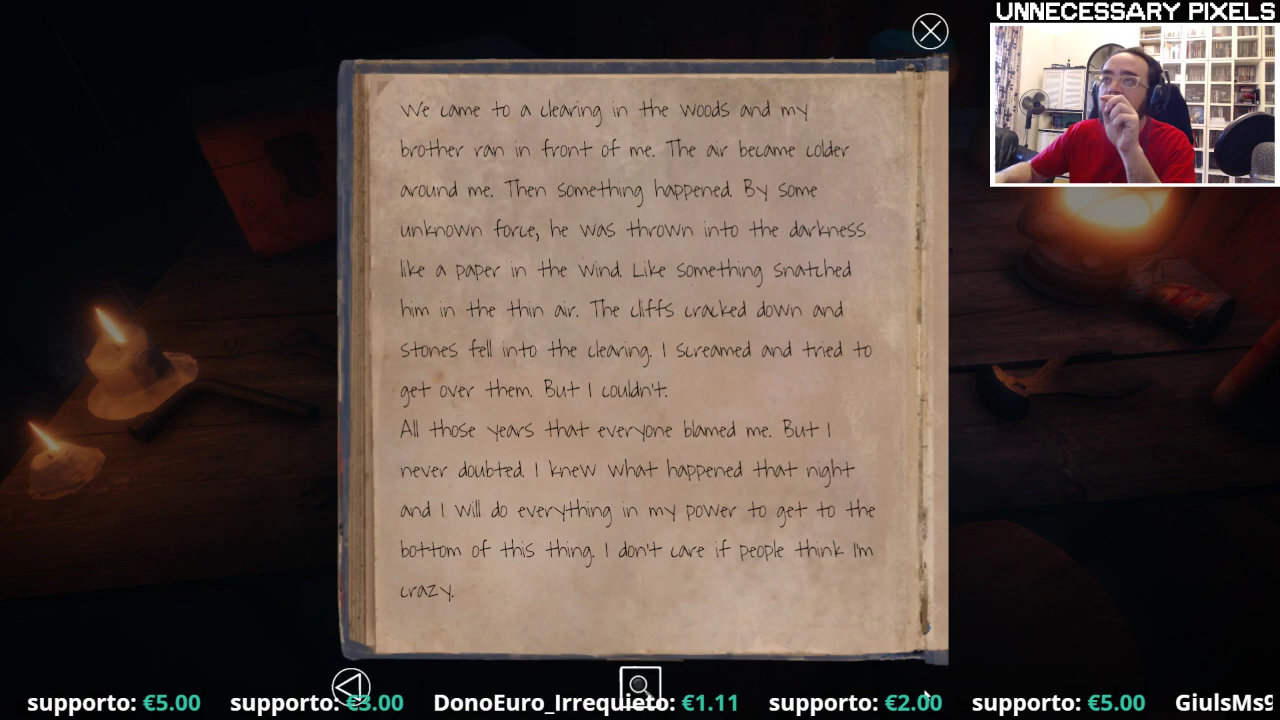 UNNECESSARY PIXELS
We came to a clearing in the woods and my
brother ran in front of me. The air became colder
around me. Then something happened. By some
unknown force, he was thrown into the darkness
like a paper in the wind. Like something snatched
him in the thin air. The cliffs cracked down and
stones fell into the clearing. I screamed and tried to
get over them. But I couldn't.
All those years that everyone blamed me. But I
never doubted. I knew what happened that night
and I will do everything in my power to get to the
bottom of this thing. I don't care if people think I'm
crazy.
supporto: €5.00 supporto: €3.00 DonoEuro_Irrequieto: €1.11 supporto: €2.00 supporto: €5.00 GiulsMs9